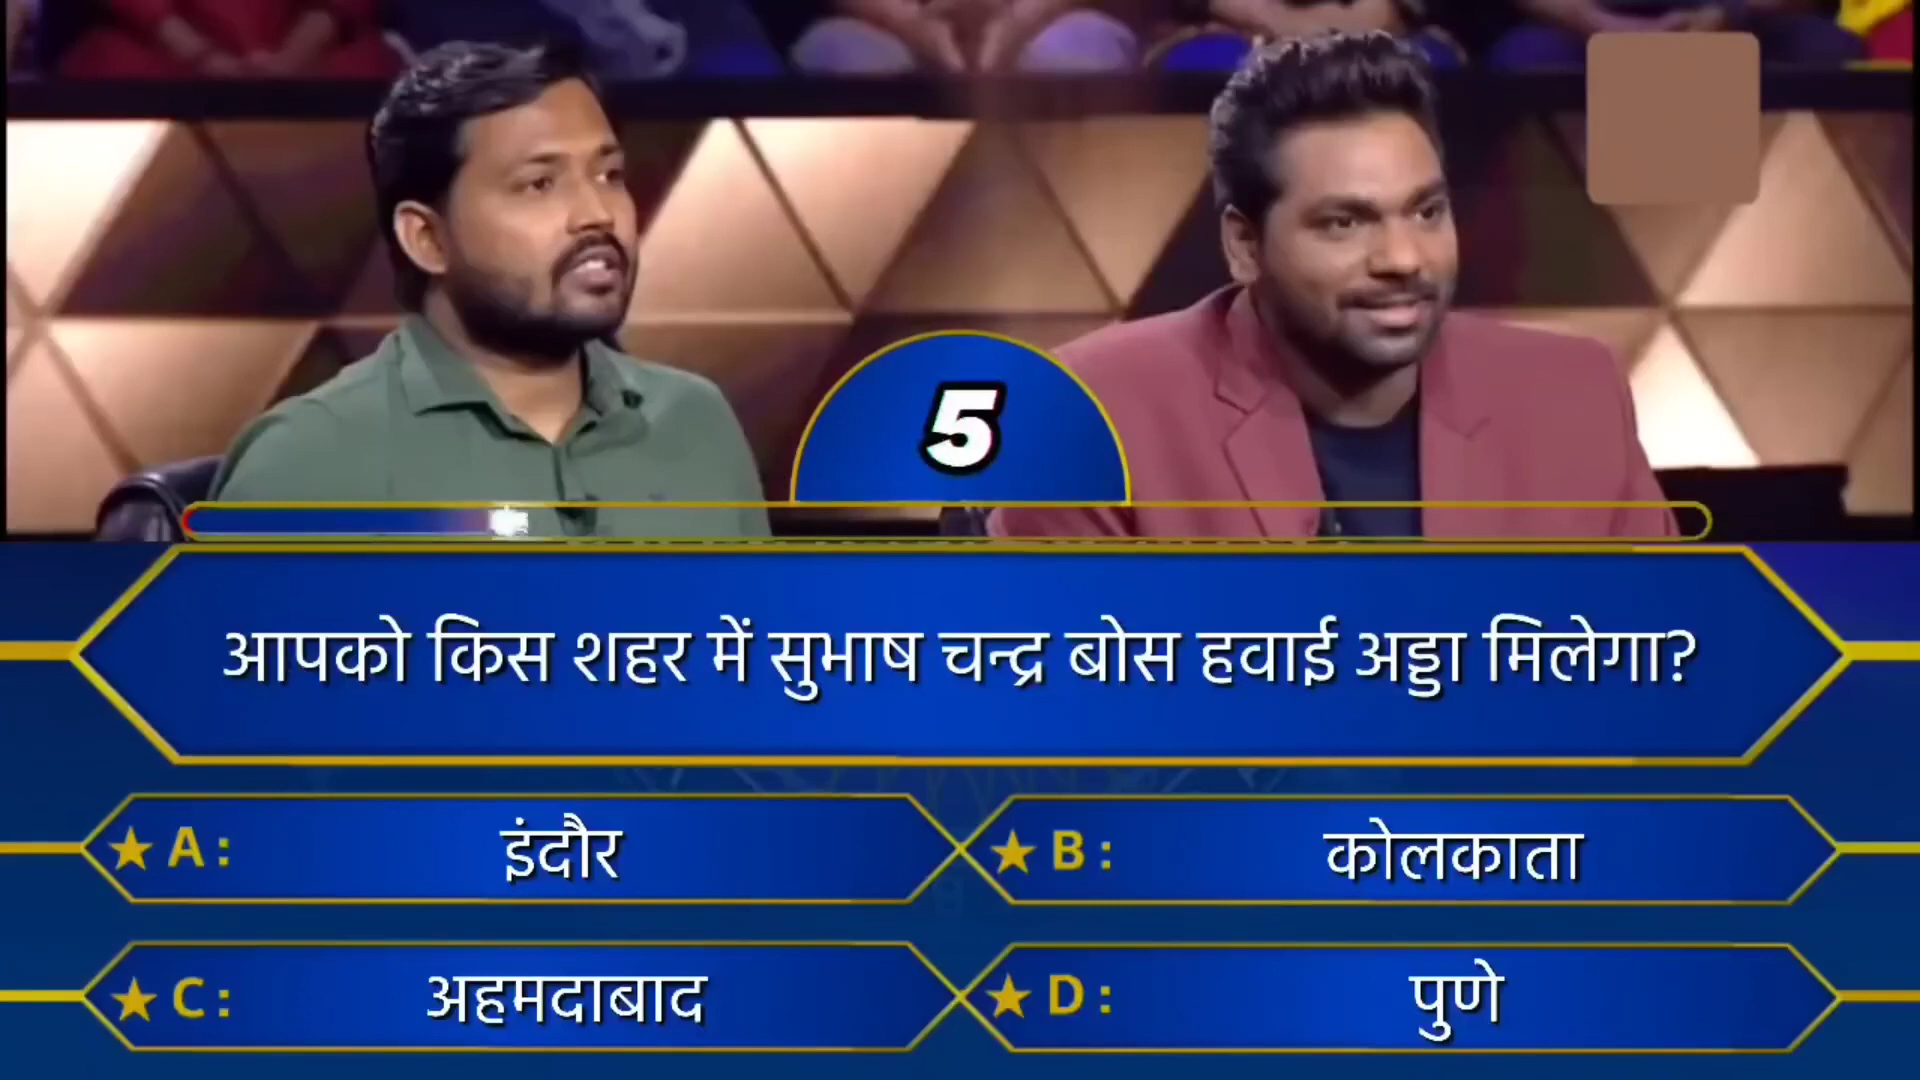 5
आपको किस शहर में सुभाष चन्द्र बोस हवाई अड्डा मिलेगा?
★ A: इंदौर
★ B: कोलकाता
★ C: अहमदाबाद
★ D: पुणे